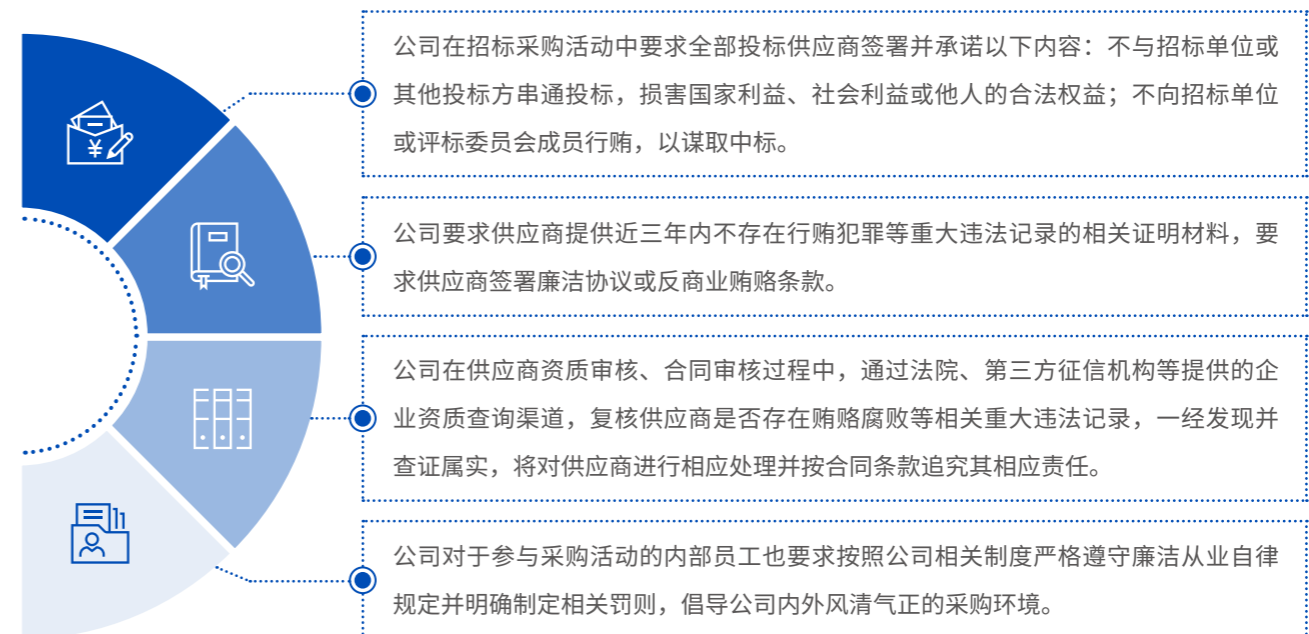 公司在招标采购活动中要求全部投标供应商签署并承诺以下内容：不与招标单位或
其他投标方串通投标，损害国家利益、社会利益或他人的合法权益；不向招标单位
或评标委员会成员行贿，以谋取中标。
公司要求供应商提供近三年内不存在行贿犯罪等重大违法记录的相关证明材料，要
求供应商签署廉洁协议或反商业贿赂条款。
公司在供应商资质审核、合同审核过程中，通过法院、第三方征信机构等提供的企
业资质查询渠道，复核供应商是否存在贿赂腐败等相关重大违法记录，一经发现并
查证属实，将对供应商进行相应处理并按合同条款追究其相应责任。
公司对于参与采购活动的内部员工也要求按照公司相关制度严格遵守廉洁从业自律
规定并明确制定相关罚则，倡导公司内外风清气正的采购环境。